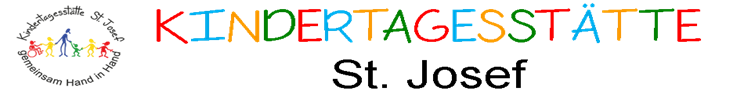 Kindertagesstätte St. Josef
gemeinsam Hand in Hand
KINDERTAGESSTÄTTE
St. Josef